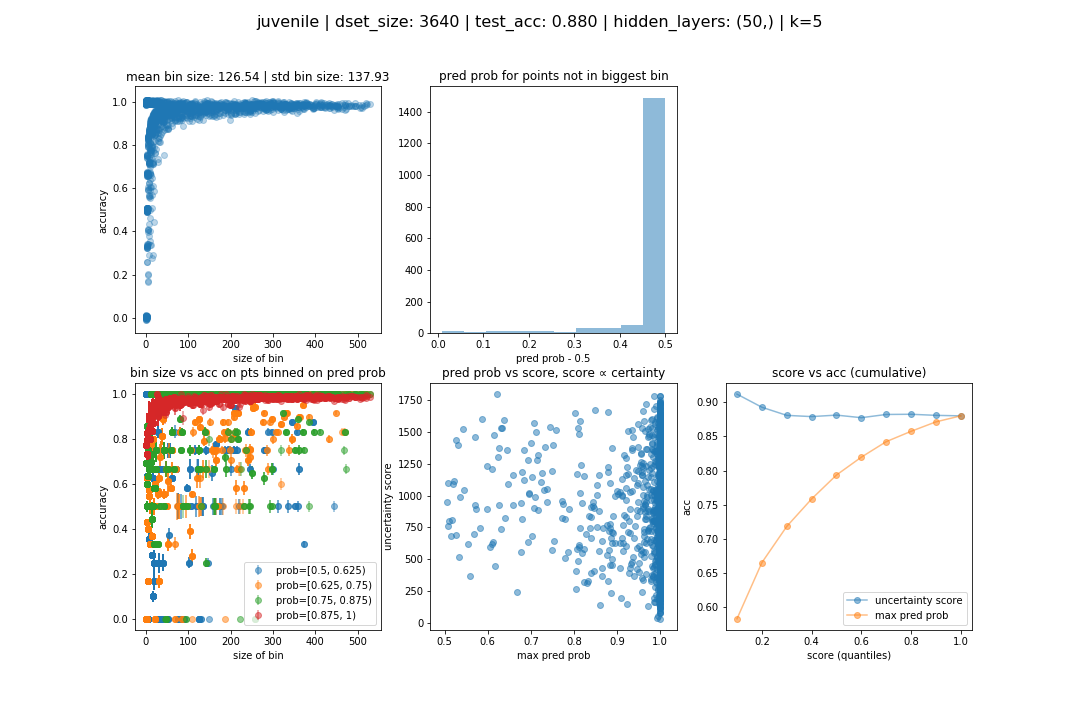 juvenile | dset_size: 3640 | test_acc: 0.880 | hidden_layers: (50,) | k=5
mean bin size: 126.54 | std bin size: 137.93
1.0
0.8
0.6
0.4
0.2
0.0
accuracy
0 100 200 300 400 500
size of bin
pred prob for points not in biggest bin
1400
1200
1000
800
600
400
200
0
0.0 0.1 0.2 0.3 0.4 0.5
pred prob - 0.5
bin size vs acc on pts binned on pred prob
1.0
0.8
0.6
0.4
0.2
0.0
accuracy
prob=[0.5, 0.625)
prob=[0.625, 0.75)
prob=[0.75, 0.875)
prob=[0.875, 1)
0 100 200 300 400 500
size of bin
pred prob vs score, score ∝ certainty
1750
1500
1250
1000
750
500
250
0
uncertainty score
0.5 0.6 0.7 0.8 0.9 1.0
max pred prob
score vs acc (cumulative)
0.90
0.85
0.80
0.75
0.70
0.65
0.60
acc
uncertainty score
max pred prob
0.2 0.4 0.6 0.8 1.0
score (quantiles)